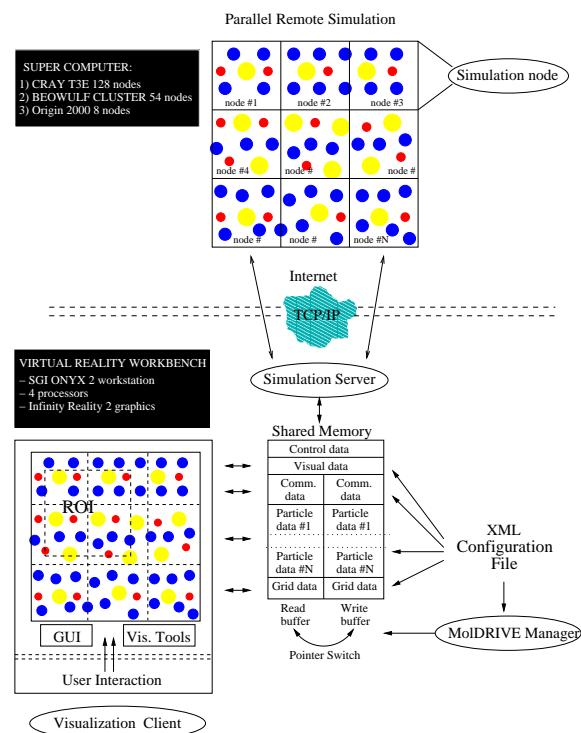 Parallel Remote Simulation
SUPER COMPUTER:
1) CRAY T3E 128 nodes
2) BEOWULF CLUSTER 54 nodes
3) Origin 2000 8 nodes
node #1
node #2
node #3
Simulation node
node #4
node #
node #
node #
node #
node #N
Internet
TCP/IP
VIRTUAL REALITY WORKBENCH
– SGI ONYX 2 workstation
– 4 processors
– Infinity Reality 2 graphics
Simulation Server
Shared Memory
Control data
Visual data
Comm. data
Comm. data
Particle data #1
Particle data #1
Particle data #N
Particle data #N
Grid data
Grid data
Read buffer
Write buffer
Pointer Switch
XML
Configuration
File
MolDRIVE Manager
ROI
GUI
Vis. Tools
User Interaction
Visualization Client